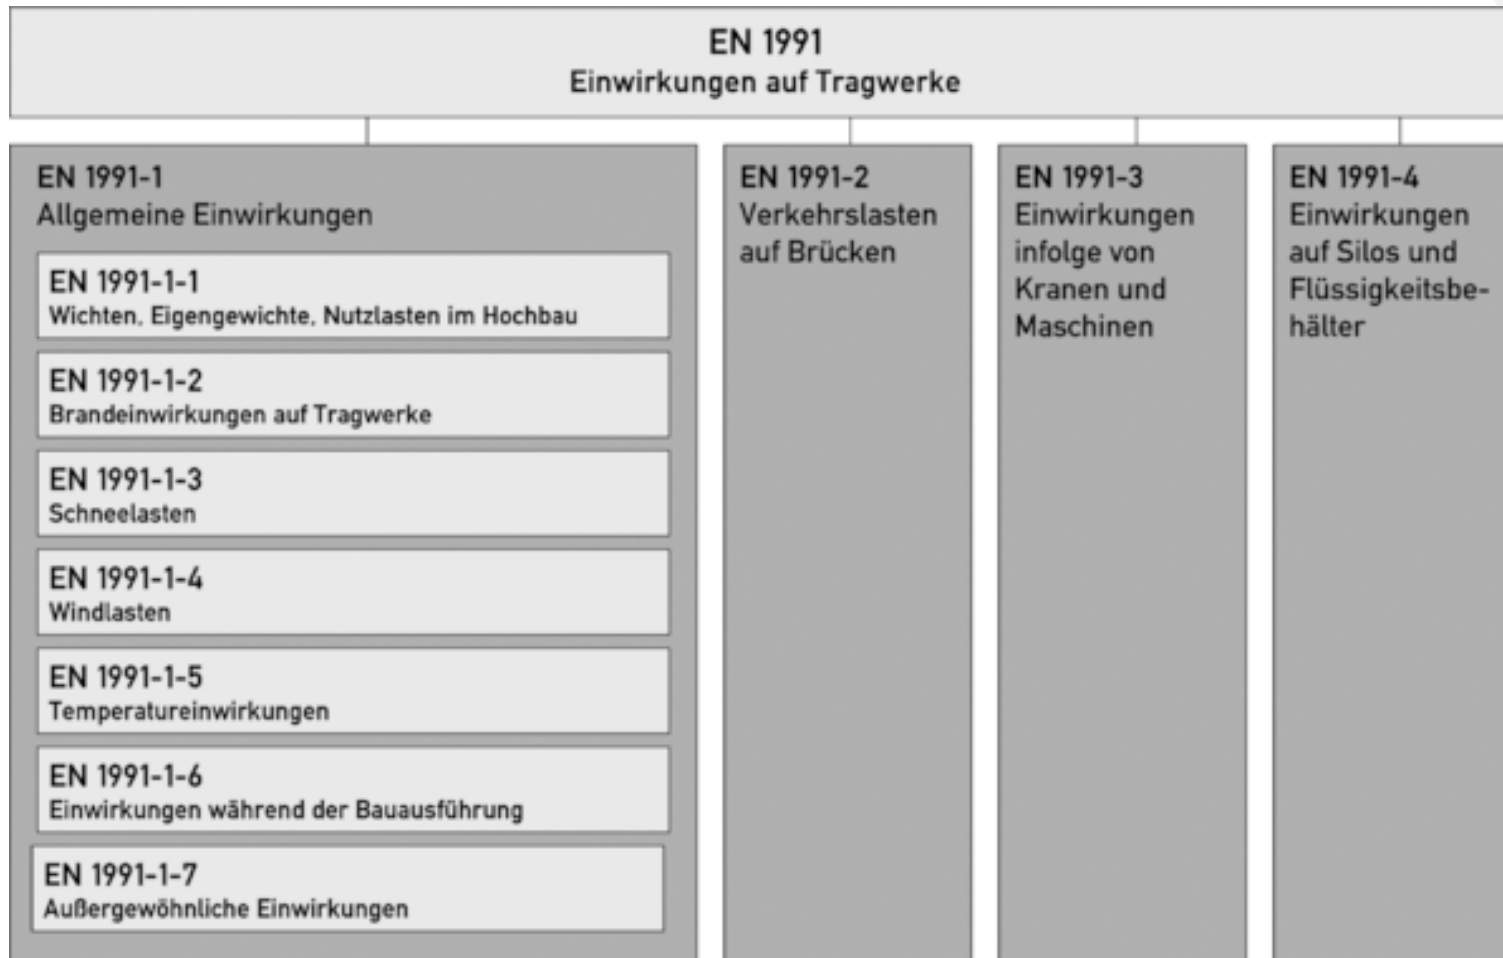 EN 1991
Einwirkungen auf Tragwerke
EN 1991-1
Allgemeine Einwirkungen
EN 1991-1-1
Wichten, Eigengewichte, Nutzlasten im Hochbau
EN 1991-1-2
Brandeinwirkungen auf Tragwerke
EN 1991-1-3
Schneelasten
EN 1991-1-4
Windlasten
EN 1991-1-5
Temperatureinwirkungen
EN 1991-1-6
Einwirkungen während der Bauausführung
EN 1991-1-7
Außergewöhnliche Einwirkungen
EN 1991-2
Verkehrslasten
auf Brücken
EN 1991-3
Einwirkungen
infolge von
Kranen und
Maschinen
EN 1991-4
Einwirkungen
auf Silos und
Flüssigkeitsbe-
hälter